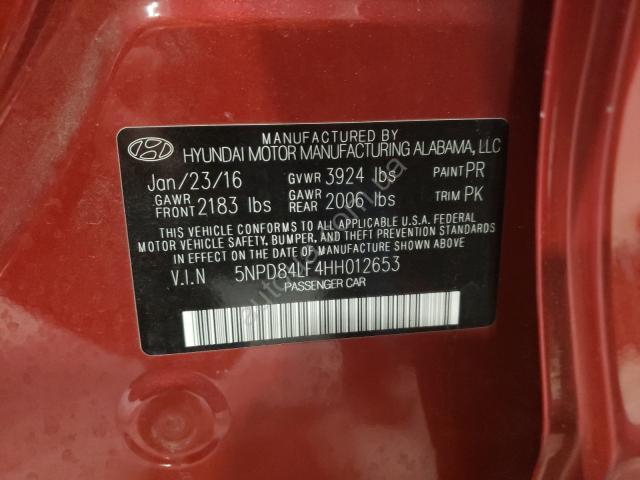 MANUFACTURED BY
HYUNDAI MOTOR MANUFACTURING ALABAMA, LLC
Jan/23/16 GVWR 3924 lbs PAINT PR
GAWR FRONT 2183 lbs GAWR REAR 2006 lbs TRIM PK
THIS VEHICLE CONFORMS TO ALL APPLICABLE U.S.A. FEDERAL
MOTOR VEHICLE SAFETY, BUMPER, AND THEFT PREVENTION STANDARDS
IN EFFECT ON THE DATE OF MANUFACTURE SHOWN ABOVE.
V.I.N 5NPD84LF4HH012653
PASSENGER CAR